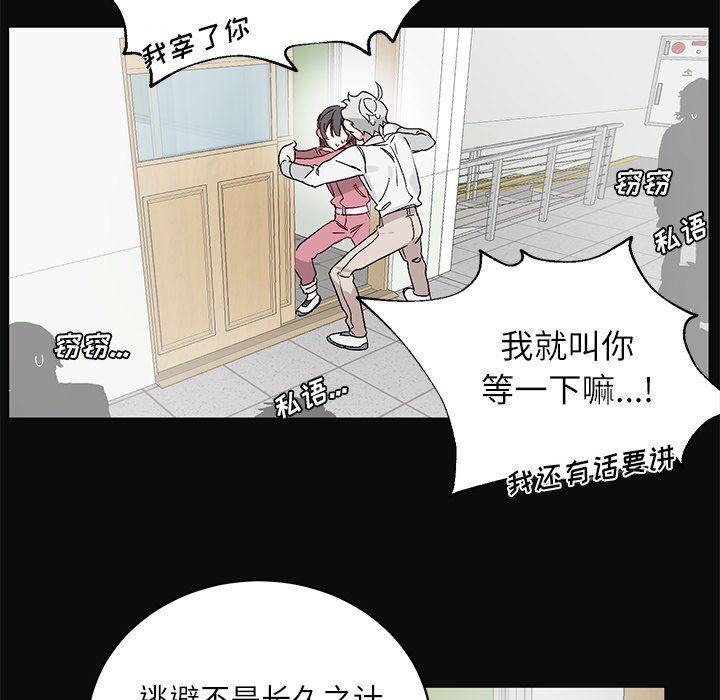 我宰了你
窃窃
私语
窃窃...
私语...
我就叫你
等一下嘛...!
我还有话要讲
逃避不是长久之计
소